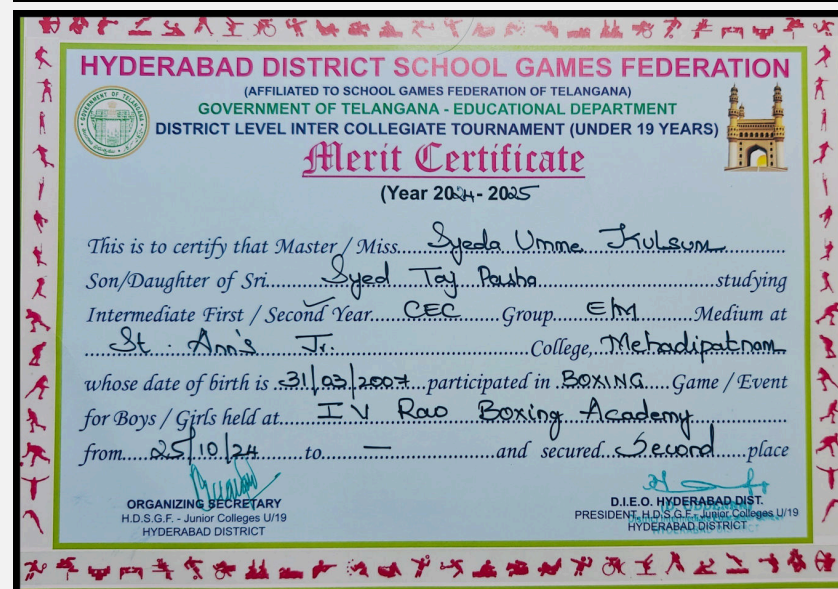 HYDERABAD DISTRICT SCHOOL GAMES FEDERATION
(AFFILIATED TO SCHOOL GAMES FEDERATION OF TELANGANA)
GOVERNMENT OF TELANGANA - EDUCATIONAL DEPARTMENT
DISTRICT LEVEL INTER COLLEGIATE TOURNAMENT (UNDER 19 YEARS)
Merit Certificate
(Year 2024 - 2025
This is to certify that Master / Miss.... Syeda Umme Kulsum
Son/Daughter of Sri.... Syed Taj Pasha ....studying
Intermediate First / Second Year.... CEC ....Group.... E/M ....Medium at
St. Ann's Jr. ....College, Mehadipatnam
whose date of birth is 31/03/2007 ....participated in BOXING ....Game / Event
for Boys / Girls held at.... I V Rao Boxing Academy
from.... 25/10/24 ....to.... — ....and secured Second ....place
ORGANIZING SECRETARY
H.D.S.G.F. - Junior Colleges U/19
HYDERABAD DISTRICT
D.I.E.O. HYDERABAD DIST.
PRESIDENT, H.D.S.G.F.- Junior Colleges U/19
HYDERABAD DISTRICT